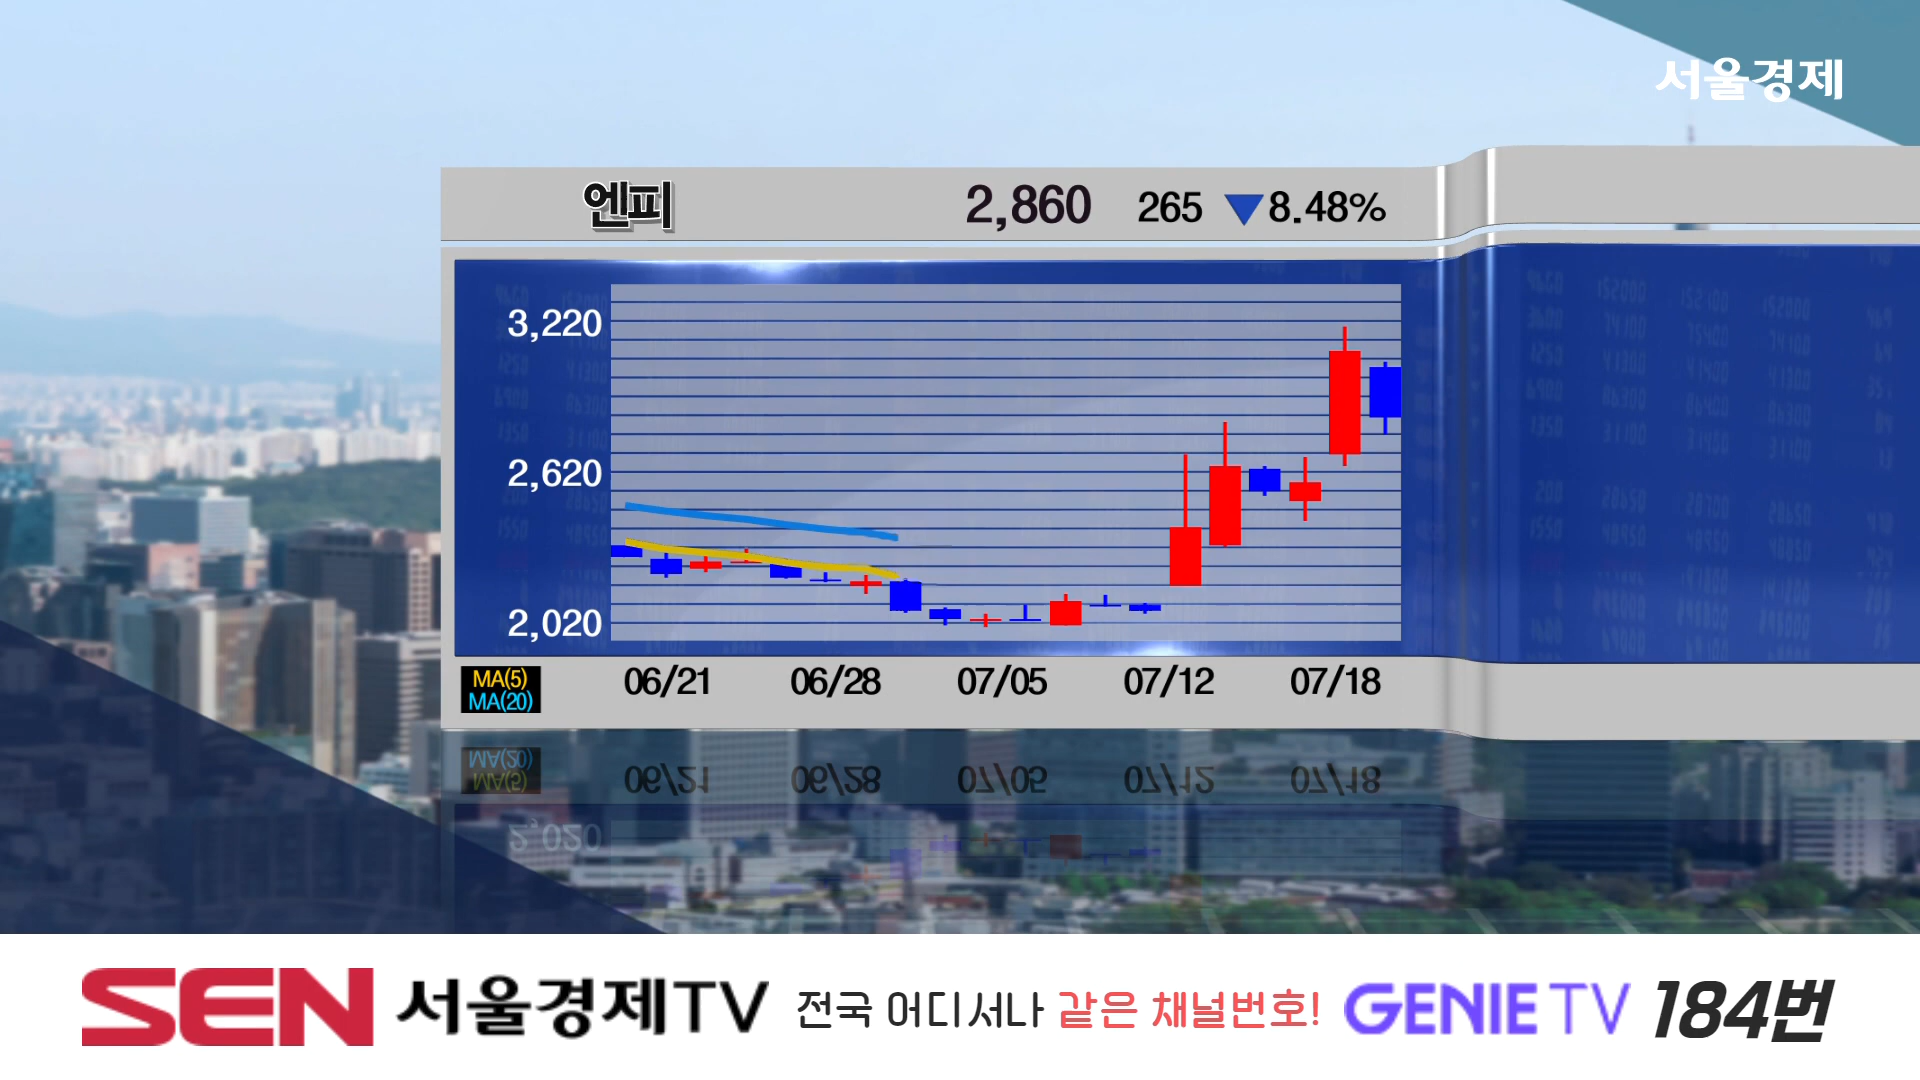 서울경제
엔피 2,860 265 ▼8.48%
3,220
2,620
2,020
MA(5)
MA(20)
06/21 06/28 07/05 07/12 07/18
SEN 서울경제TV 전국 어디서나 같은 채널번호! GENIE TV 184번